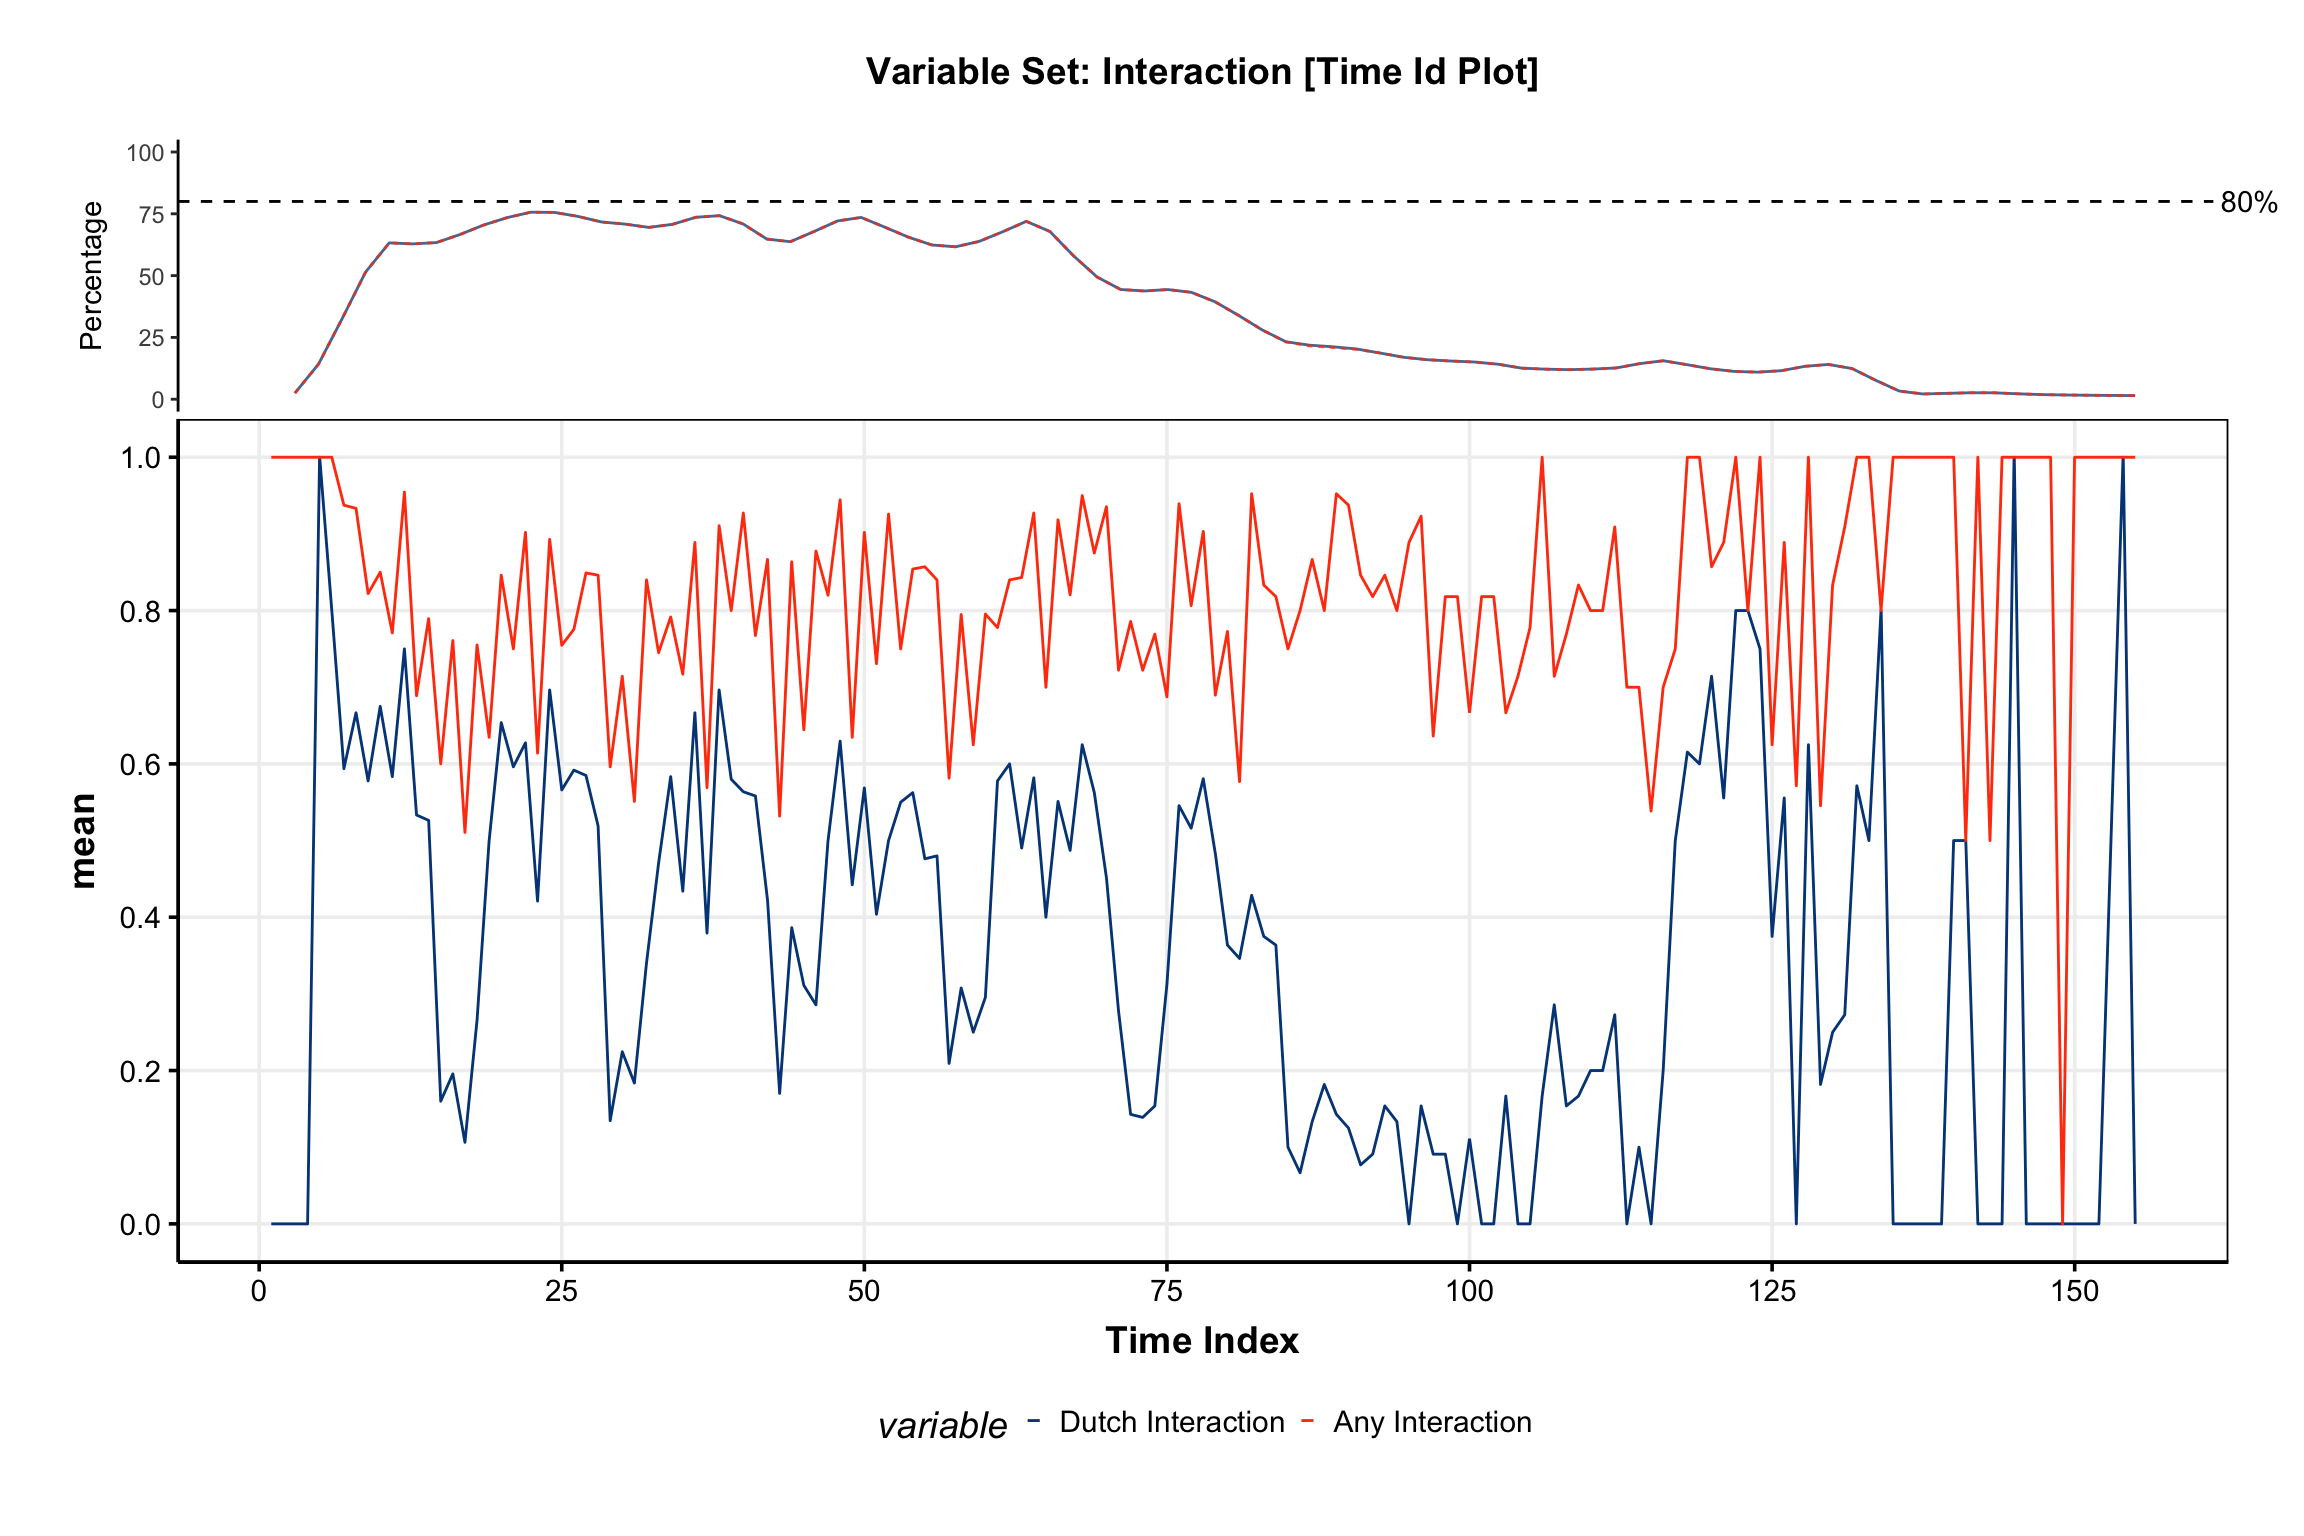 Variable Set: Interaction [Time Id Plot]
100
75
50
25
0
Percentage
80%
1.0
0.8
0.6
0.4
0.2
0.0
mean
0 25 50 75 100 125 150
Time Index
variable Dutch Interaction Any Interaction